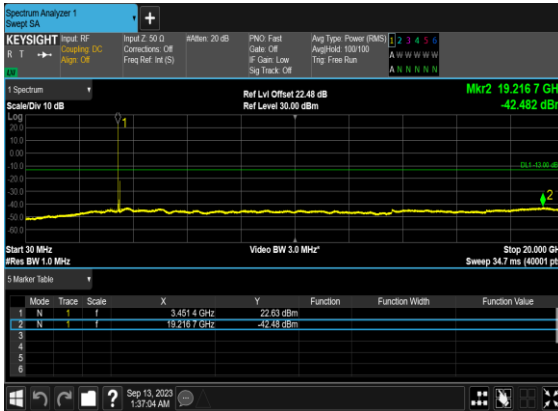 Spectrum Analyzer 1
Swept SA
+
KEYSIGHT Input: RF Input Z: 50 Ω #Atten: 20 dB PNO: Fast Avg Type: Power (RMS) 1 2 3 4 5 6
R T Coupling: DC Corrections: Off Gate: Off Avg|Hold: 100/100 A W W W W W
Align: Off Freq Ref: Int (S) IF Gain: Low Trig: Free Run
Sig Track: Off A N N N N N
1 Spectrum
Scale/Div 10 dB
Ref Lvl Offset 22.48 dB
Ref Level 30.00 dBm
Mkr2 19.216 7 GH
-42.482 dBr
Log
20.0
10.0
0.00
-10.0
-20.0
-30.0
-40.0
-50.0
-60.0
1
DL1 -13.00 dB
2
Start 30 MHz Video BW 3.0 MHz* Stop 20.000 GH
#Res BW 1.0 MHz Sweep 34.7 ms (40001 pt
5 Marker Table
Mode Trace Scale X Y Function Function Width Function Value
1 N 1 f 3.451 4 GHz 22.63 dBm
2 N 1 f 19.216 7 GHz -42.48 dBm
3
4
5
6
? Sep 13, 2023
1:37:04 AM